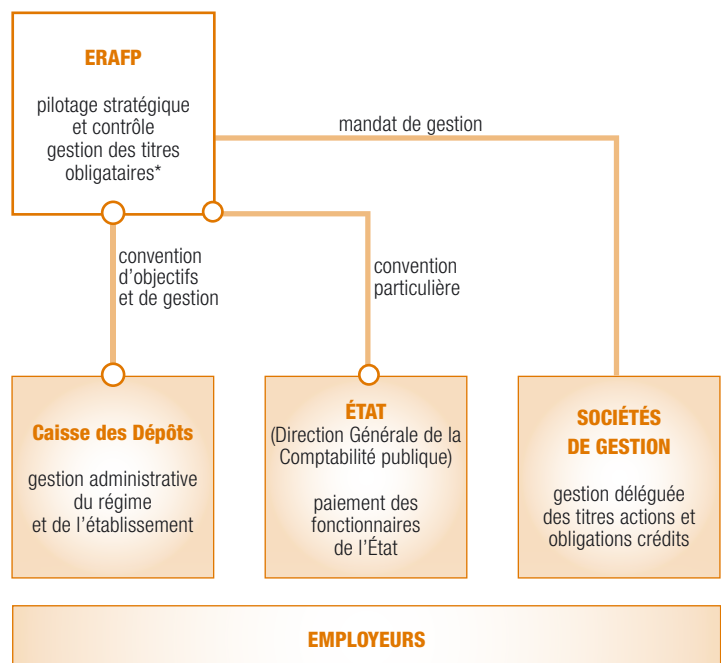 ERAFP
pilotage stratégique
et contrôle
gestion des titres
obligataires*
mandat de gestion
convention
d’objectifs
et de gestion
convention
particulière
Caisse des Dépôts
gestion administrative
du régime
et de l’établissement
ÉTAT
(Direction Générale de la
Comptabilité publique)
paiement des
fonctionnaires
de l’État
SOCIÉTÉS
DE GESTION
gestion déléguée
des titres actions et
obligations crédits
EMPLOYEURS